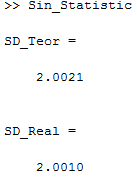 >> Sin_Statistic
SD_Teor =
2.0021
SD_Real =
2.0010